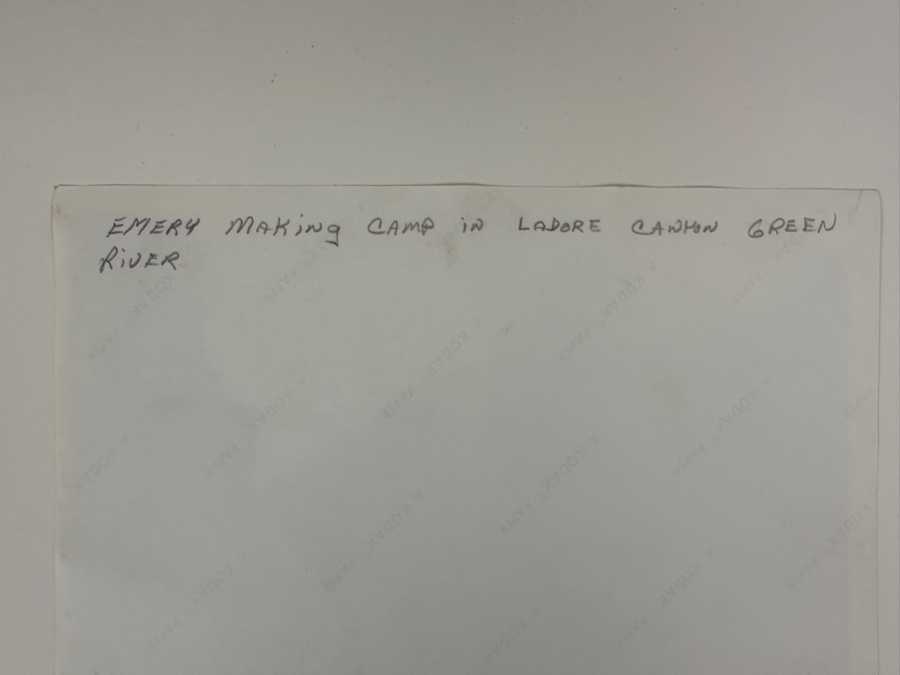 EMERY MAKing CAMP in LADORE CANYON GREEN
RiVER